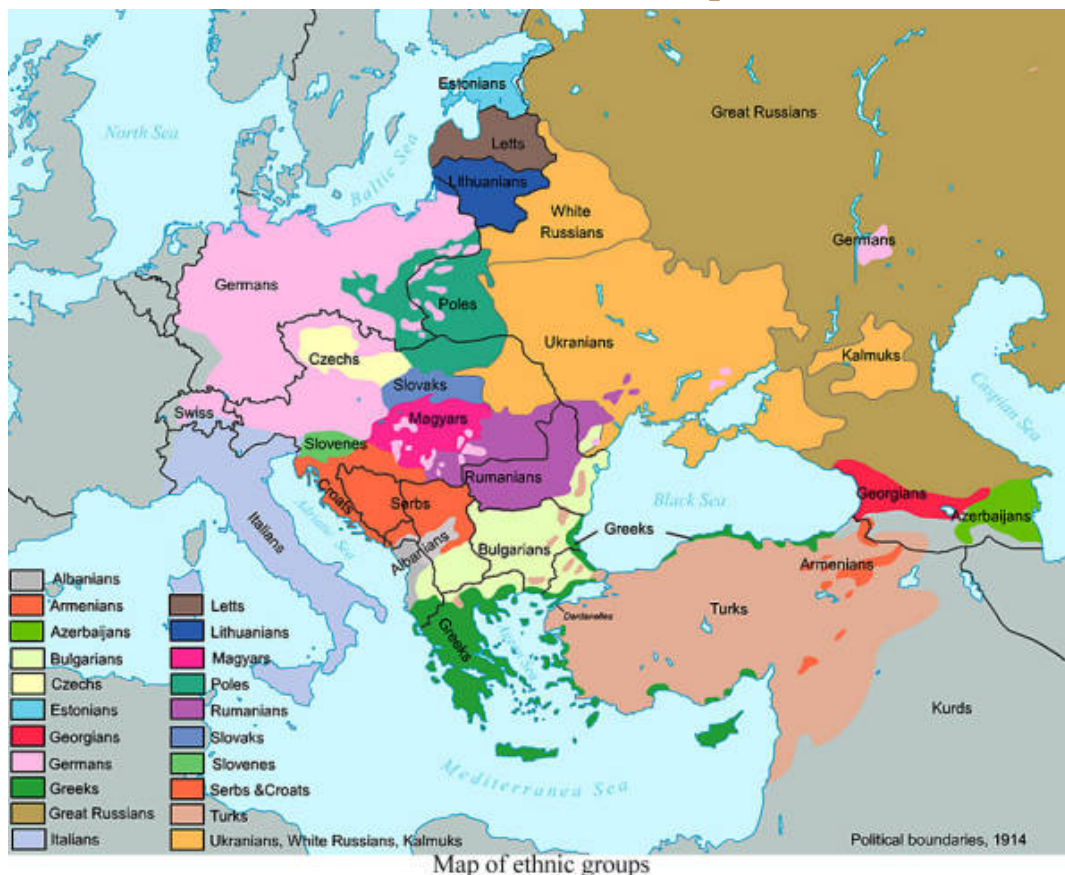 Estonians
Great Russians
North Sea
Baltic Sea
Letts
Lithuanians
White
Russians
Germans
Germans
Poles
Ukranians
Czechs
Kalmuks
Slovaks
Caspian Sea
Swiss
Magyars
Slovenes
Rumanians
Croats
Serbs
Black Sea
Georgians
Azerbaijans
Adriatic Sea
Italians
Albanians
Bulgarians
Greeks
Armenians
Turks
Dardanelles
Greeks
Kurds
Mediterranea Sea
Albanians
Armenians
Azerbaijans
Bulgarians
Czechs
Estonians
Georgians
Germans
Greeks
Great Russians
Italians
Letts
Lithuanians
Magyars
Poles
Rumanians
Slovaks
Slovenes
Serbs &Croats
Turks
Ukranians, White Russians, Kalmuks
Political boundaries, 1914
Map of ethnic groups